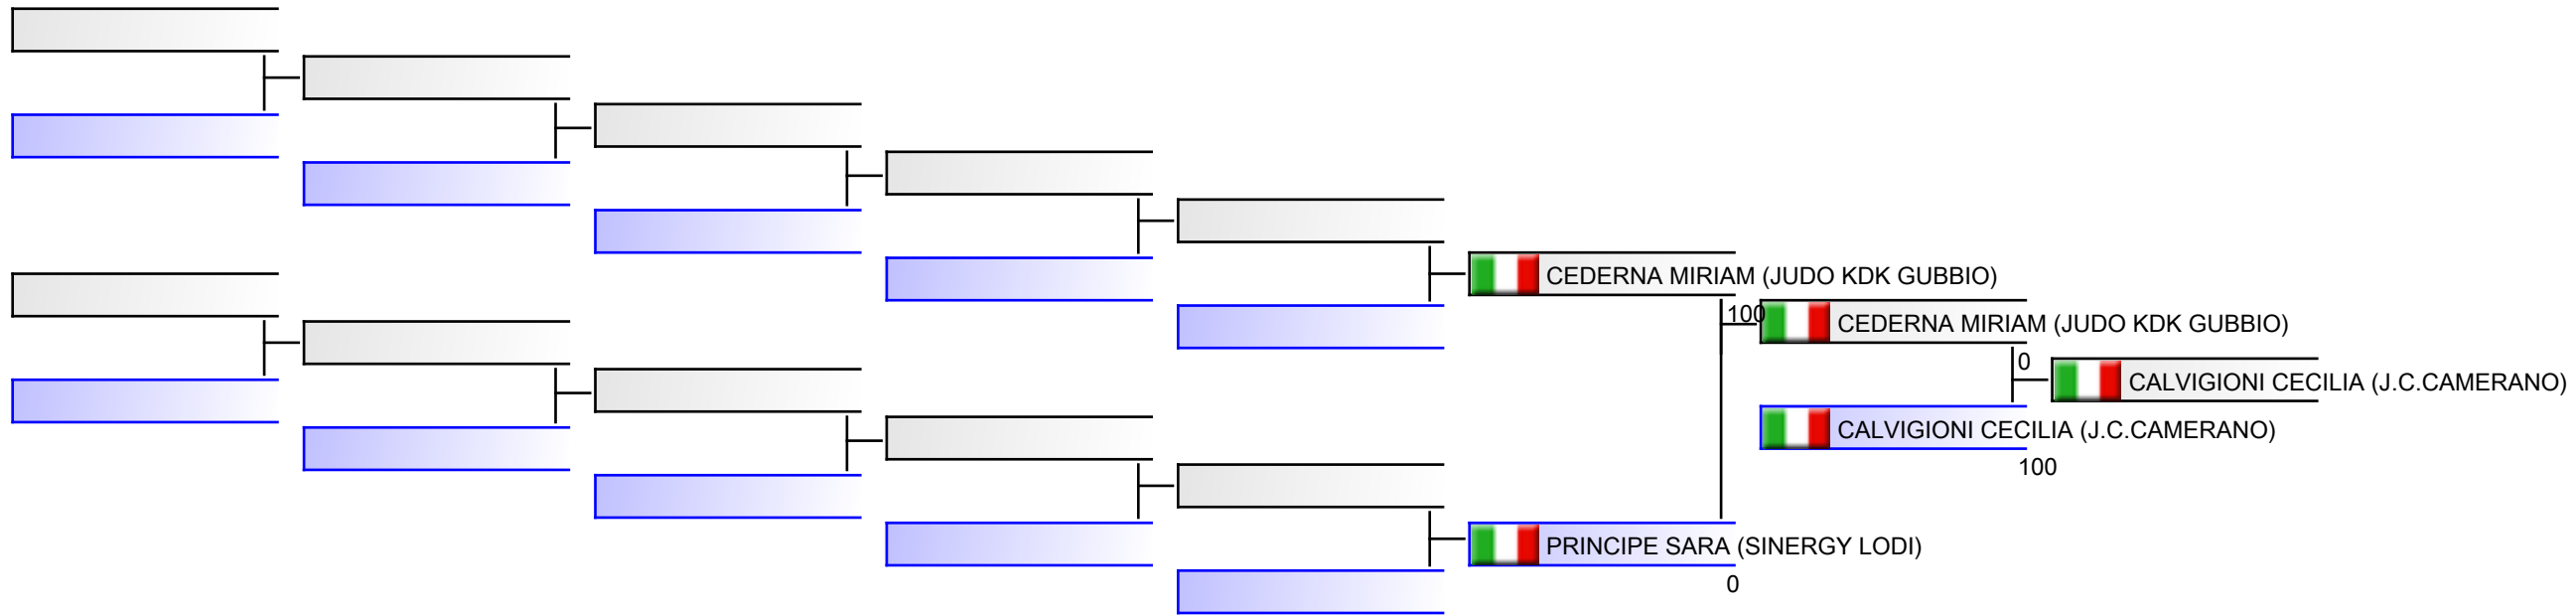 CEDERNA MIRIAM (JUDO KDK GUBBIO)
100
CEDERNA MIRIAM (JUDO KDK GUBBIO)
0
CALVIGIONI CECILIA (J.C.CAMERANO)
CALVIGIONI CECILIA (J.C.CAMERANO)
100
PRINCIPE SARA (SINERGY LODI)
0